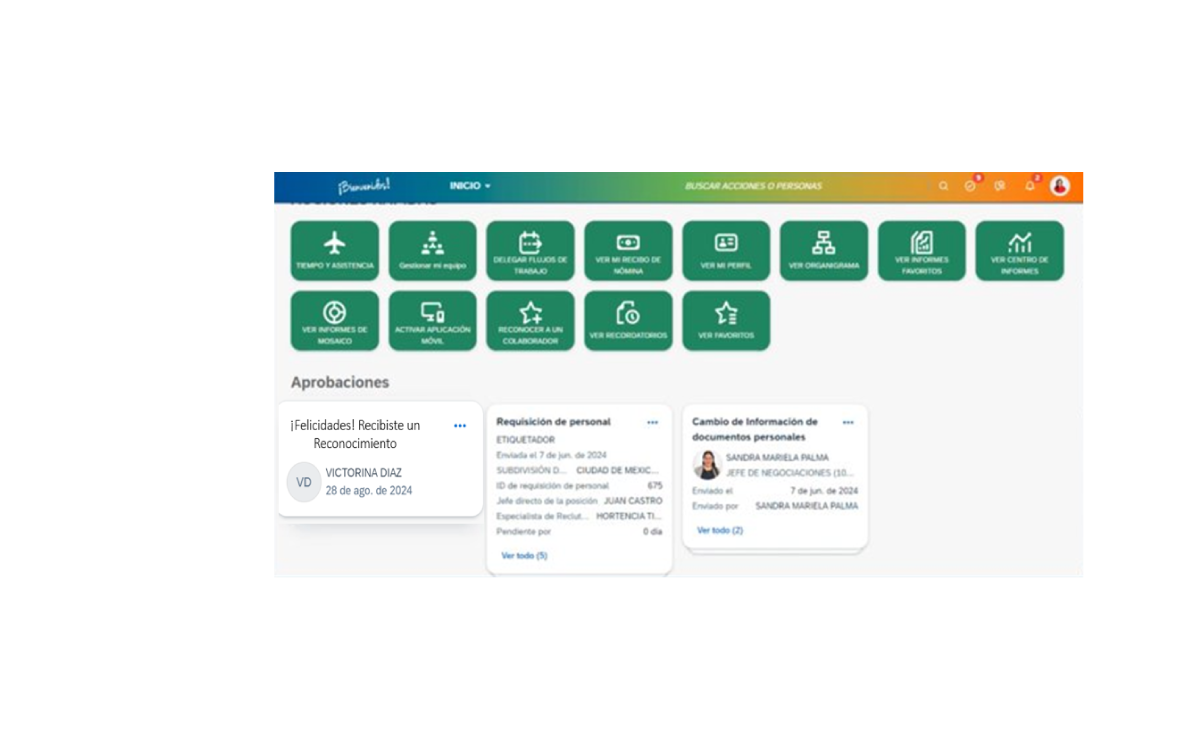 ¡Bienvenid@s!
INICIO
BUSCAR ACCIONES O PERSONAS
9
2
TIEMPO Y ASISTENCIA
Gestionar mi equipo
DELEGAR FLUJOS DE
TRABAJO
VER MI RECIBO DE
NÓMINA
VER MI PERFIL
VER ORGANIGRAMA
VER INFORMES
FAVORITOS
VER CENTRO DE
INFORMES
VER INFORMES DE
MOSAICO
ACTIVAR APLICACIÓN
MÓVIL
RECONOCER A UN
COLABORADOR
VER RECORDATORIOS
VER FAVORITOS
Aprobaciones
¡Felicidades! Recibiste un
Reconocimiento
VD
VICTORINA DIAZ
28 de ago. de 2024
Requisición de personal
ETIQUETADOR
Enviada el 7 de jun. de 2024
SUBDIVISIÓN D... CIUDAD DE MEXIC...
ID de requisición de personal 675
Jefe directo de la posición JUAN CASTRO
Especialista de Reclut... HORTENCIA TI...
Pendiente por 0 día
Ver todo (5)
Cambio de Información de
documentos personales
SANDRA MARIELA PALMA
JEFE DE NEGOCIACIONES (10...
Enviado el 7 de jun. de 2024
Enviado por SANDRA MARIELA PALMA
Ver todo (2)